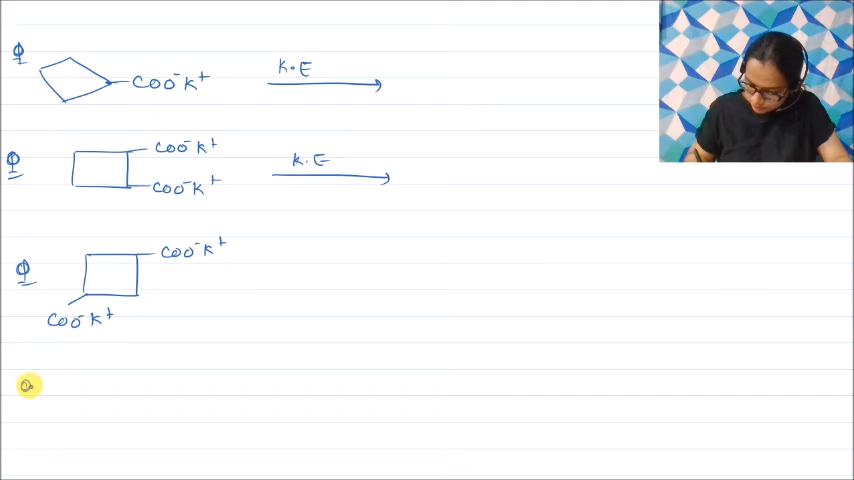 Q COO⁻K⁺ K.E
Q COO⁻K⁺ K.E
COO⁻K⁺
Q COO⁻K⁺
COO⁻K⁺
Q.